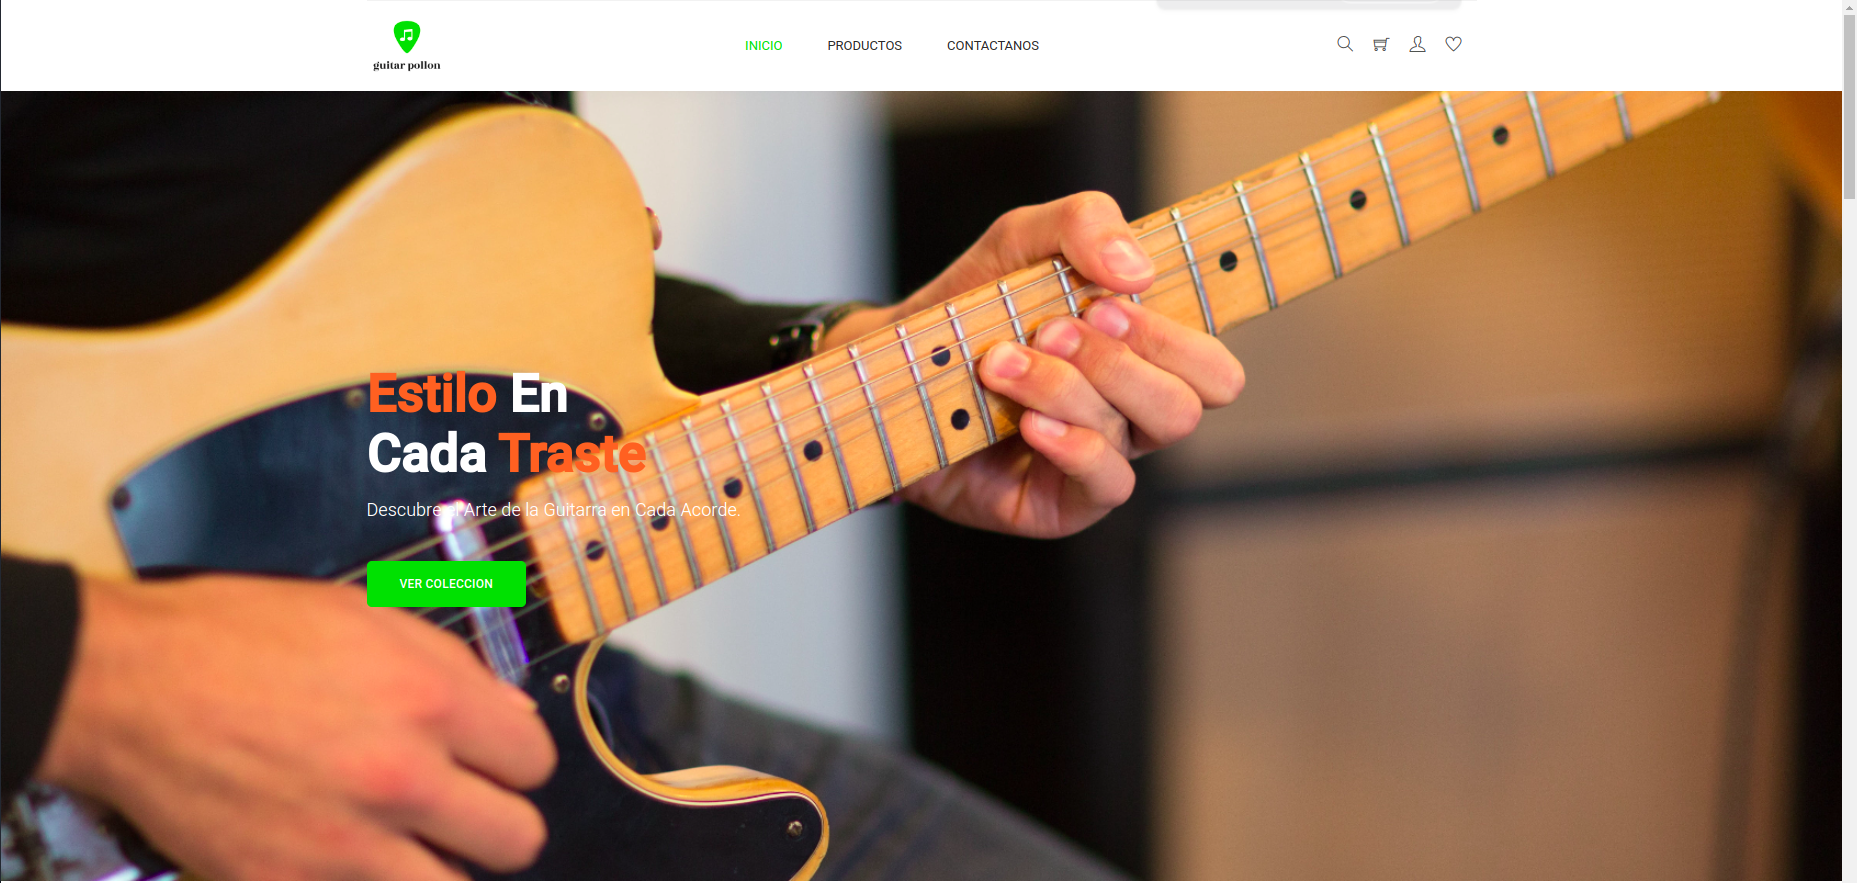 guitar pollon
INICIO
PRODUCTOS
CONTACTANOS
Estilo En
Cada Traste
Descubre el Arte de la Guitarra en Cada Acorde.
VER COLECCION